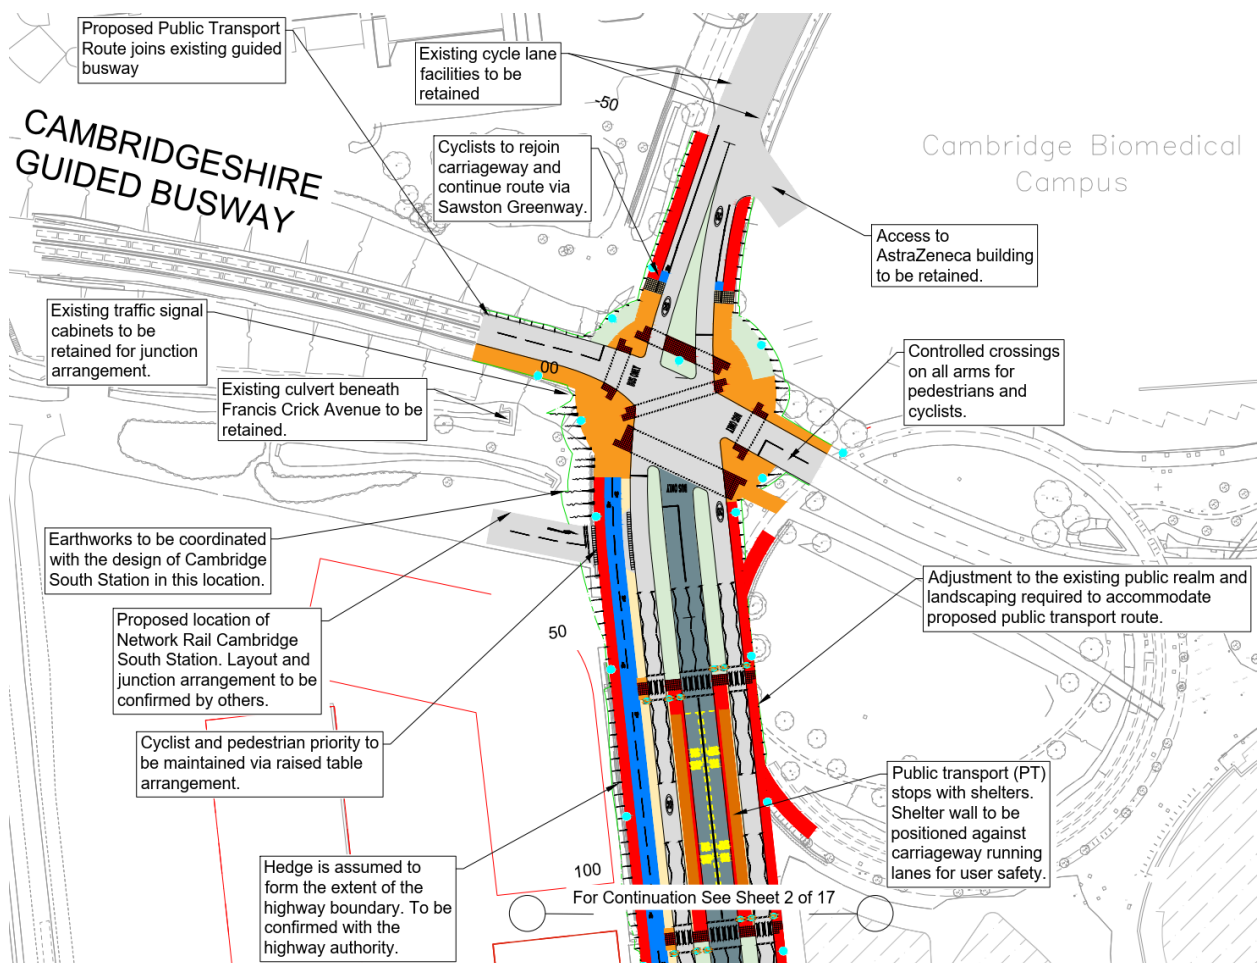 Proposed Public Transport
Route joins existing guided
busway
Existing cycle lane
facilities to be
retained
-50
CAMBRIDGESHIRE
GUIDED BUSWAY
Cyclists to rejoin
carriageway and
continue route via
Sawston Greenway.
Cambridge Biomedical
Campus
Access to
AstraZeneca building
to be retained.
Existing traffic signal
cabinets to be
retained for junction
arrangement.
00
BUS ONLY
Controlled crossings
on all arms for
pedestrians and
cyclists.
Existing culvert beneath
Francis Crick Avenue to be
retained.
BUS ONLY
BUS ONLY
Earthworks to be coordinated
with the design of Cambridge
South Station in this location.
Adjustment to the existing public realm and
landscaping required to accommodate
proposed public transport route.
Proposed location of
Network Rail Cambridge
South Station. Layout and
junction arrangement to be
confirmed by others.
50
Cyclist and pedestrian priority to
be maintained via raised table
arrangement.
Public transport (PT)
stops with shelters.
Shelter wall to be
positioned against
carriageway running
lanes for user safety.
Hedge is assumed to
form the extent of the
highway boundary. To be
confirmed with the
highway authority.
100
For Continuation See Sheet 2 of 17